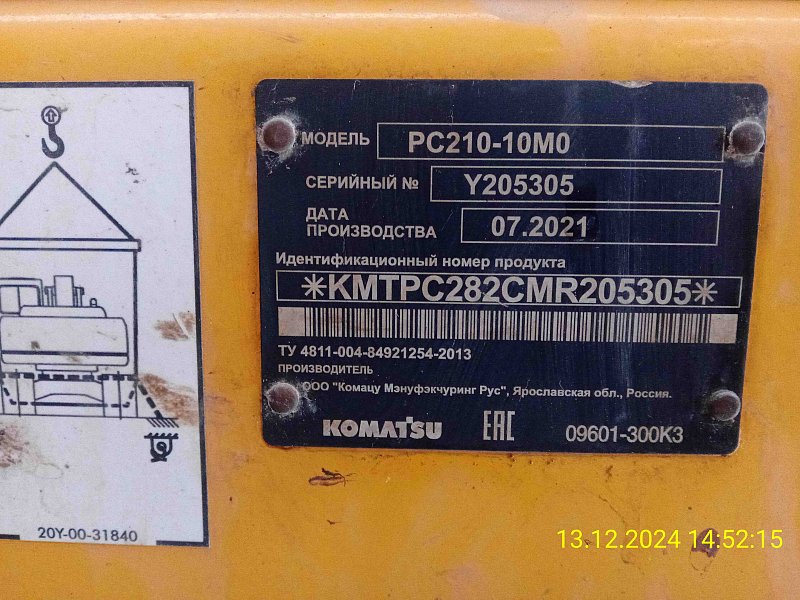 МОДЕЛЬ PC210-10M0
СЕРИЙНЫЙ № Y205305
ДАТА
ПРОИЗВОДСТВА 07.2021
Идентификационный номер продукта
*KMTPC282CMR205305*
ТУ 4811-004-84921254-2013
ПРОИЗВОДИТЕЛЬ
ООО "Комацу Мэнуфэкчуринг Рус", Ярославская обл., Россия.
KOMATSU EAC 09601-300K3
20Y-00-31840
13.12.2024 14:52:15